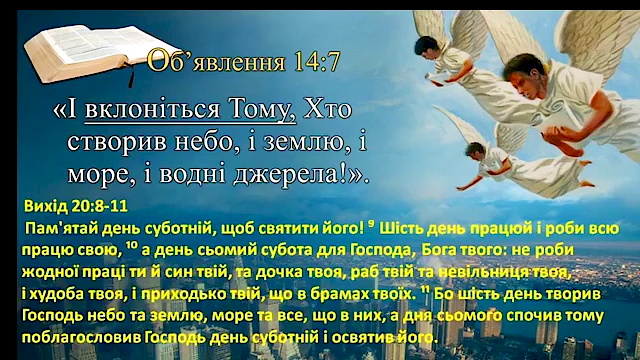 Об’явлення 14:7
«І вклоніться Тому, Хто
створив небо, і землю, і
море, і водні джерела!».
Вихід 20:8-11
Пам'ятай день суботній, щоб святити його! ⁹ Шість день працюй і роби всю
працю свою, ¹⁰ а день сьомий субота для Господа, Бога твого: не роби
жодної праці ти й син твій, та дочка твоя, раб твій та невільниця твоя,
і худоба твоя, і приходько твій, що в брамах твоїх. ¹¹ Бо шість день творив
Господь небо та землю, море та все, що в них, а дня сьомого спочив тому
поблагословив Господь день суботній і освятив його.